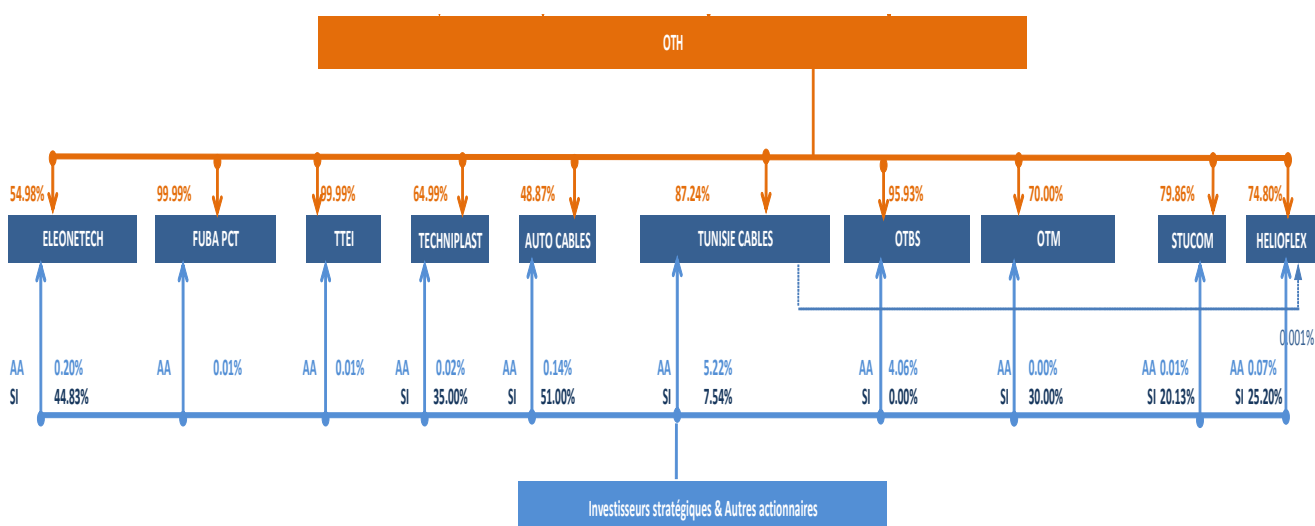 OTH
54.98% 99.99% 99.99% 64.99% 48.87% 87.24% 95.93% 70.00% 79.86% 74.80%
ELEONETECH FUBA PCT TTEI TECHNIPLAST AUTO CABLES TUNISIE CABLES OTBS OTM STUCOM HELIOFLEX
0.001%
AA 0.20% AA 0.01% AA 0.01% AA 0.02% AA 0.14% AA 5.22% AA 4.06% AA 0.00% AA 0.01% AA 0.07%
SI 44.83% SI 35.00% SI 51.00% SI 7.54% SI 0.00% SI 30.00% SI 20.13% SI 25.20%
Investisseurs stratégiques & Autres actionnaires